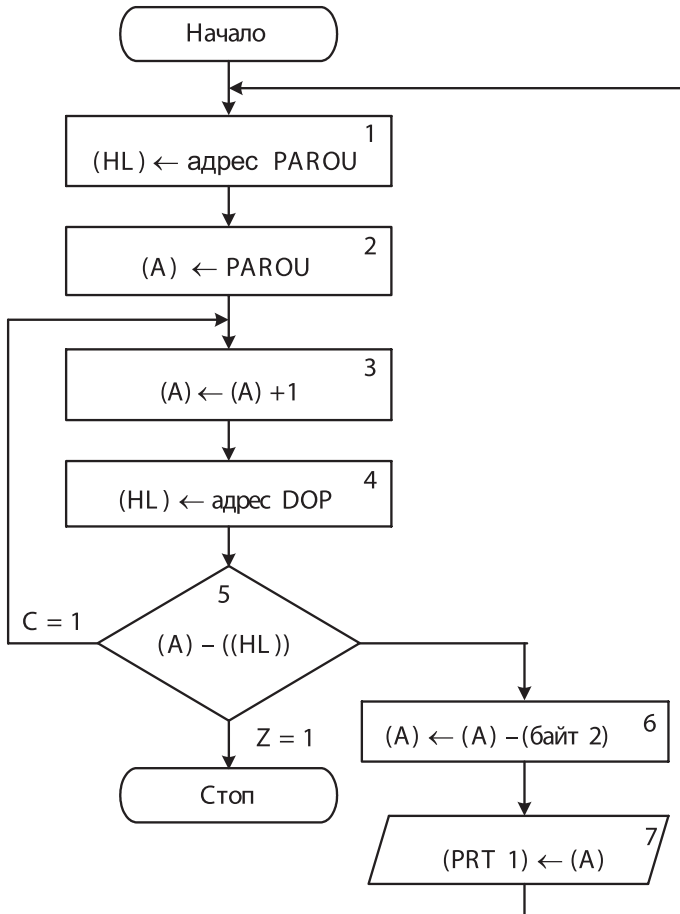 Начало
1
(HL) ← адрес PAROU
2
(A) ← PAROU
3
(A) ← (A) +1
4
(HL) ← адрес DOP
5
C = 1
(A) – ((HL))
Z = 1
Стоп
6
(A) ← (A) –(байт 2)
7
(PRT 1) ← (A)